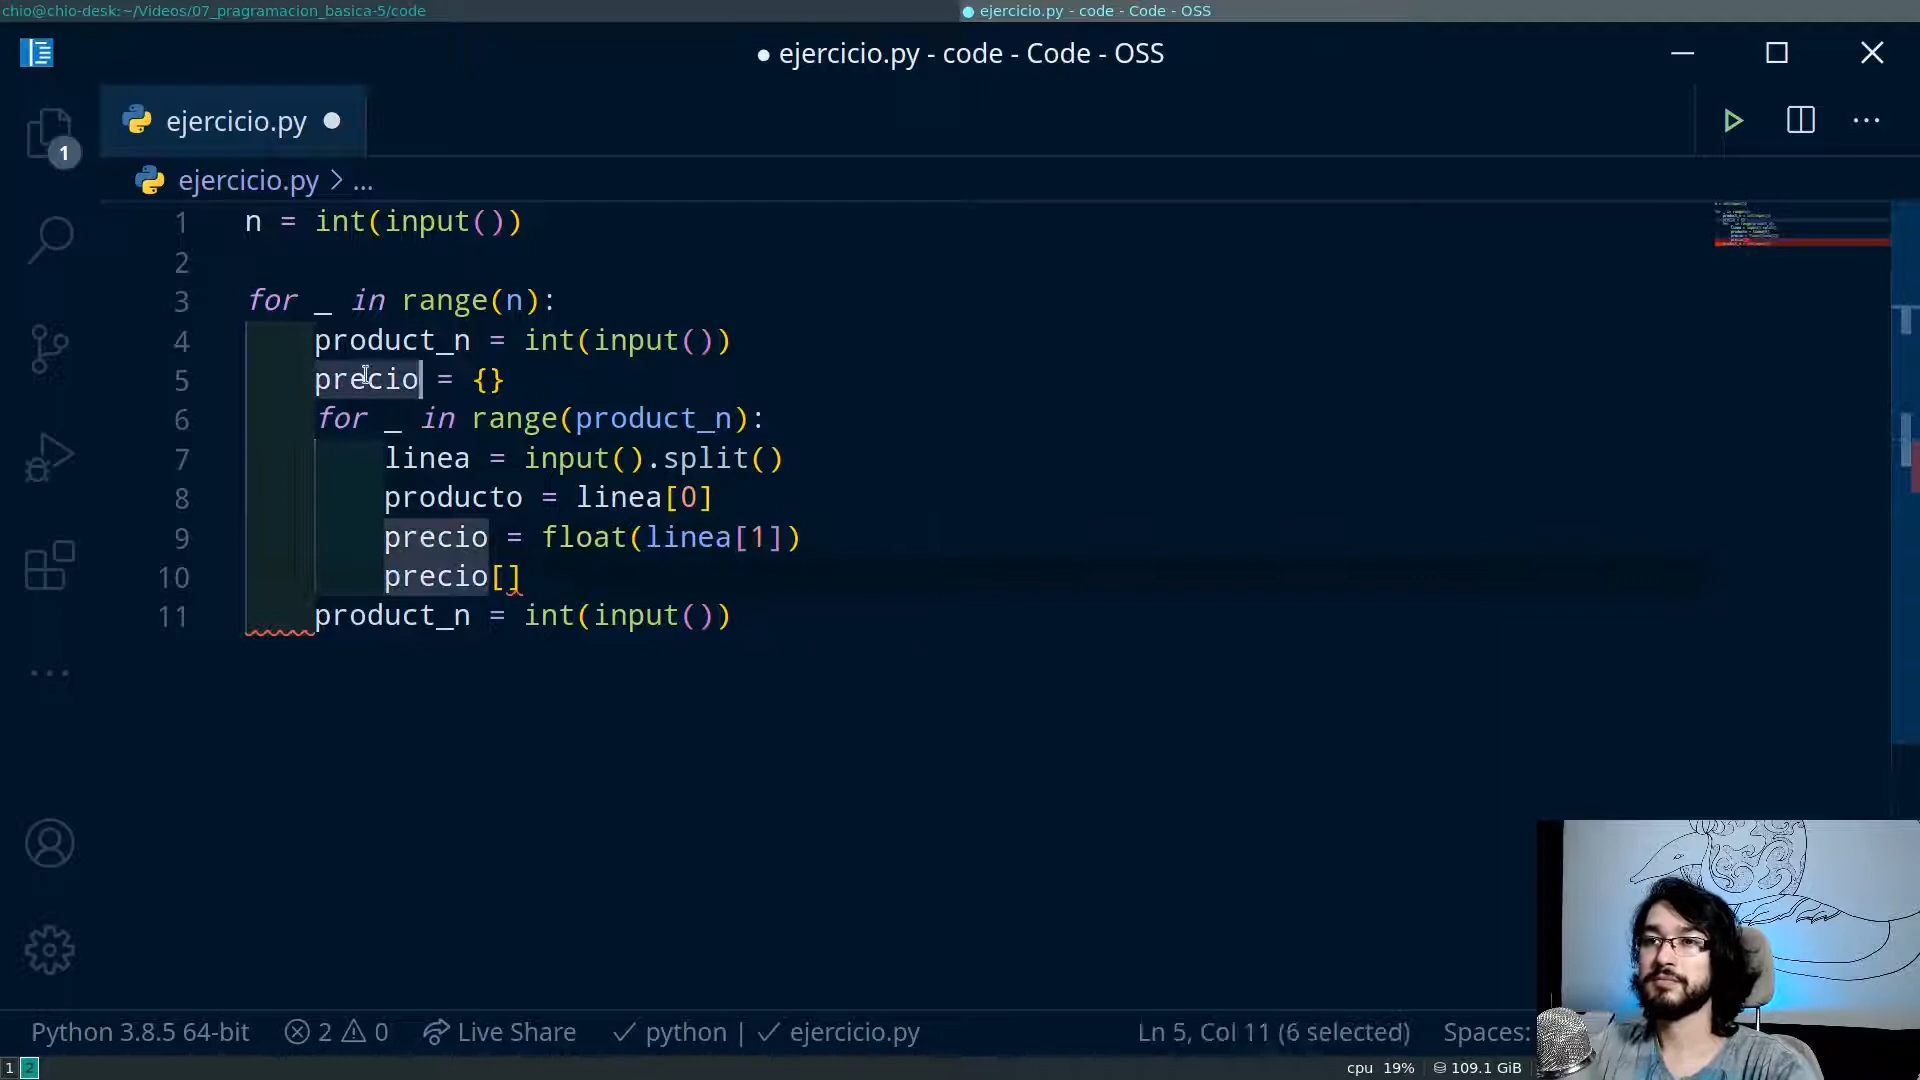 chio@chio-desk:~/Videos/07_pragramacion_basica-5/code
● ejercicio.py - code - Code - OSS
● ejercicio.py - code - Code - OSS
ejercicio.py ●
1
ejercicio.py > ...
1 n = int(input())
2
3 for _ in range(n):
4 product_n = int(input())
5 precio = {}
6 for _ in range(product_n):
7 linea = input().split()
8 producto = linea[0]
9 precio = float(linea[1])
10 precio[]
11 product_n = int(input())
Python 3.8.5 64-bit 2 0 Live Share ✓ python | ✓ ejercicio.py Ln 5, Col 11 (6 selected) Spaces:
1 2 cpu 19% 109.1 GiB